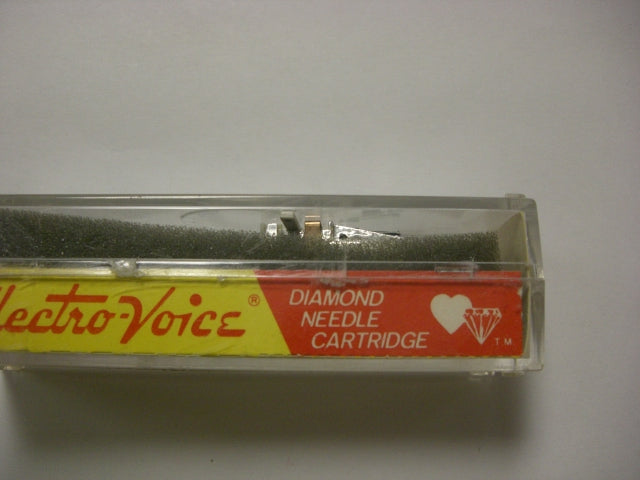 lectro-Voice®
DIAMOND
NEEDLE
CARTRIDGE
TM